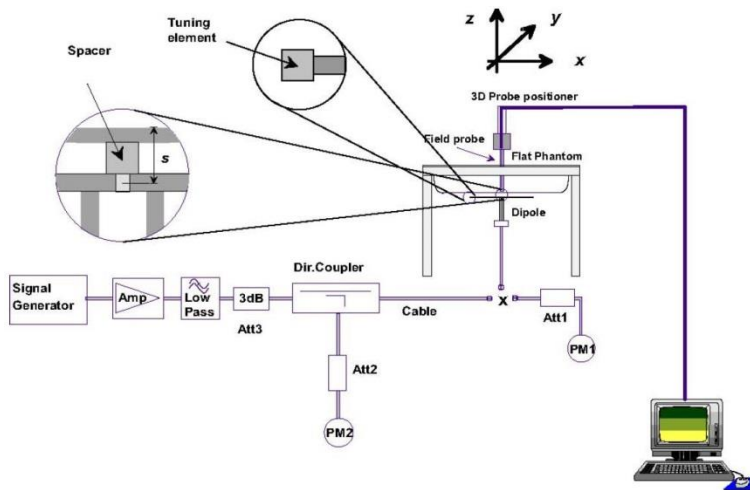 Tuning
element
Spacer
s
z
y
x
3D Probe positioner
Field probe
Flat Phantom
Dipole
Dir.Coupler
Signal
Generator
Amp
Low
Pass
3dB
Att3
Cable
x
Att1
PM1
Att2
PM2